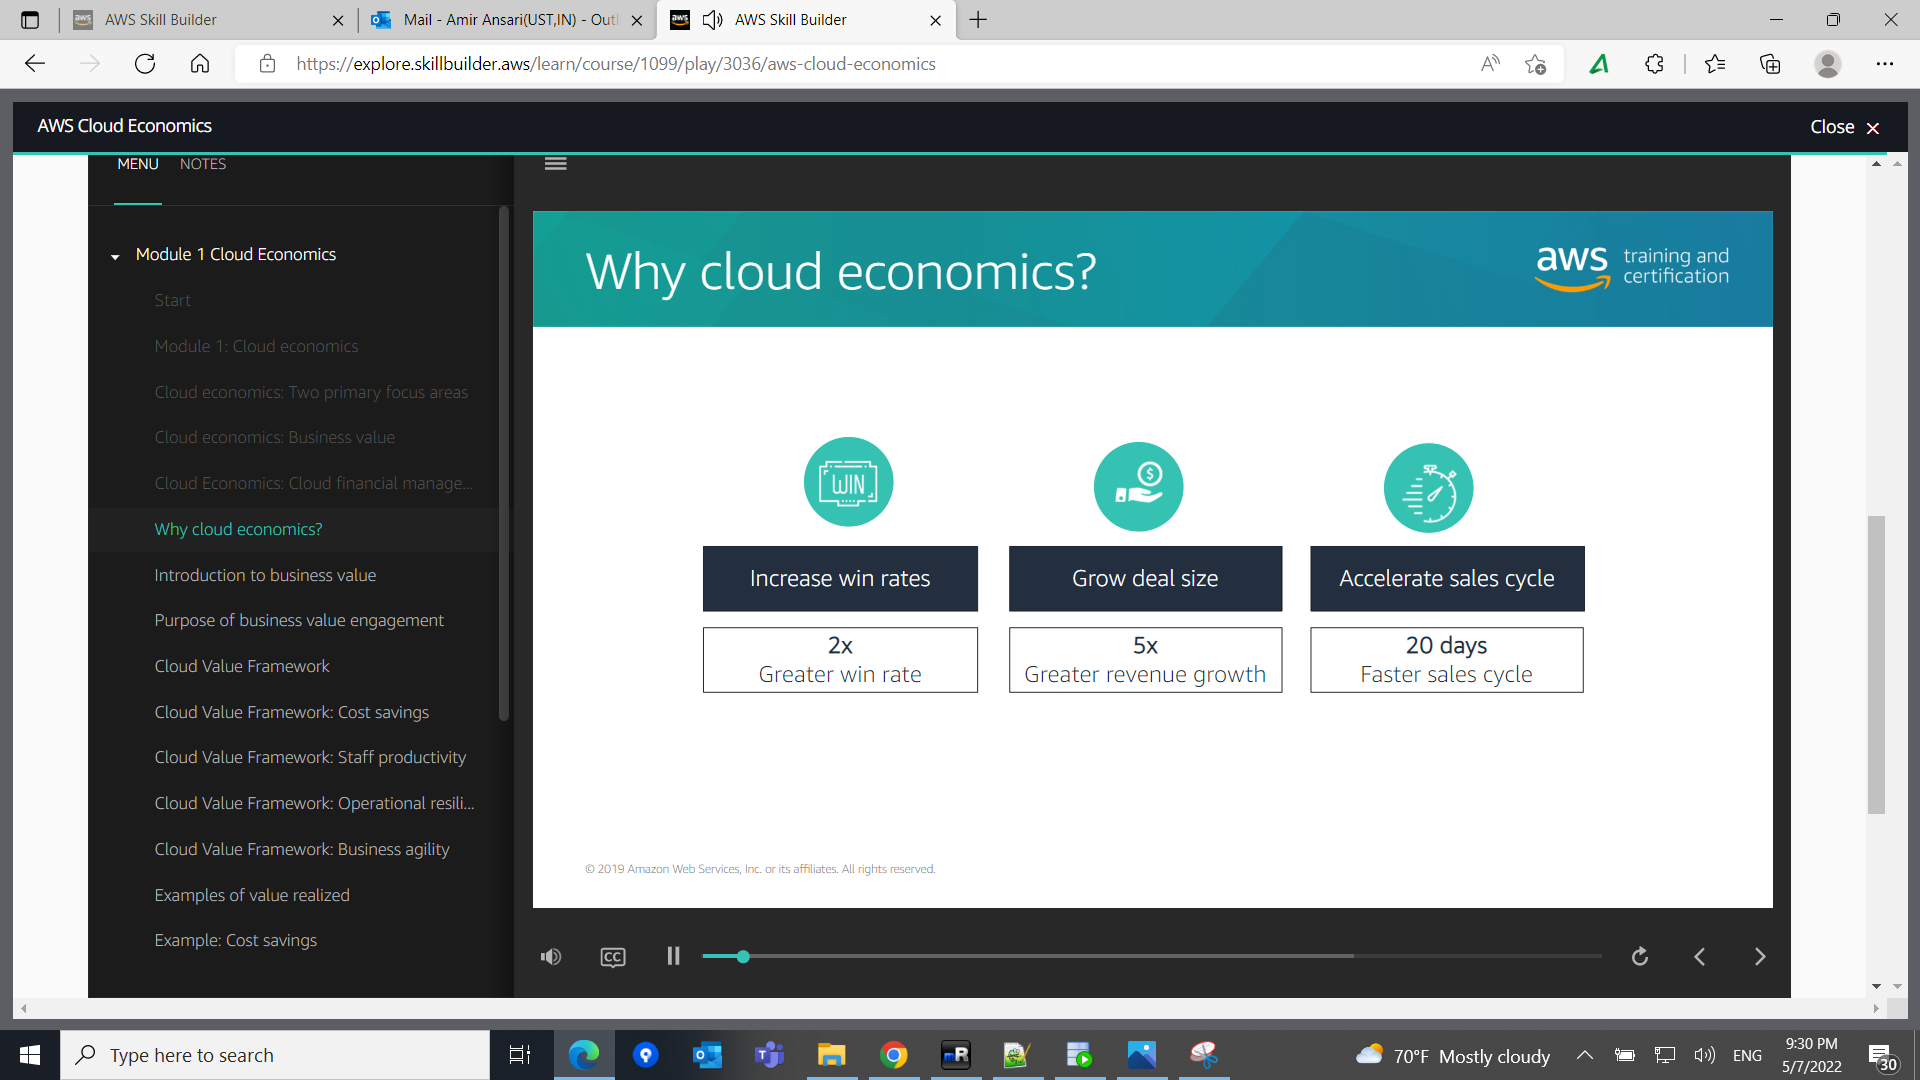 AWS Skill Builder
Mail - Amir Ansari(UST,IN) - Outl
AWS Skill Builder
https://explore.skillbuilder.aws/learn/course/1099/play/3036/aws-cloud-economics
AWS Cloud Economics
Close
MENU NOTES
Module 1 Cloud Economics
Start
Module 1: Cloud economics
Cloud economics: Two primary focus areas
Cloud economics: Business value
Cloud Economics: Cloud financial manage...
Why cloud economics?
Introduction to business value
Purpose of business value engagement
Cloud Value Framework
Cloud Value Framework: Cost savings
Cloud Value Framework: Staff productivity
Cloud Value Framework: Operational resili...
Cloud Value Framework: Business agility
Examples of value realized
Example: Cost savings
Why cloud economics?
aws training and
certification
WIN
$
Increase win rates
2x
Greater win rate
Grow deal size
5x
Greater revenue growth
Accelerate sales cycle
20 days
Faster sales cycle
© 2019 Amazon Web Services, Inc. or its affiliates. All rights reserved.
CC
Type here to search
70°F Mostly cloudy
ENG
9:30 PM
5/7/2022
30